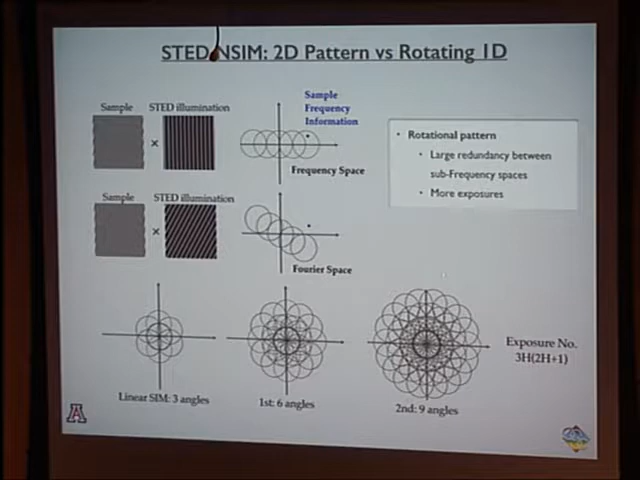 STED NSIM: 2D Pattern vs Rotating 1D
Sample
STED illumination
Sample
Frequency
Information
×
Frequency Space
• Rotational pattern
• Large redundancy between
sub-Frequency spaces
• More exposures
Sample
STED illumination
×
Fourier Space
Exposure No.
3H(2H+1)
Linear SIM: 3 angles
1st: 6 angles
2nd: 9 angles
A